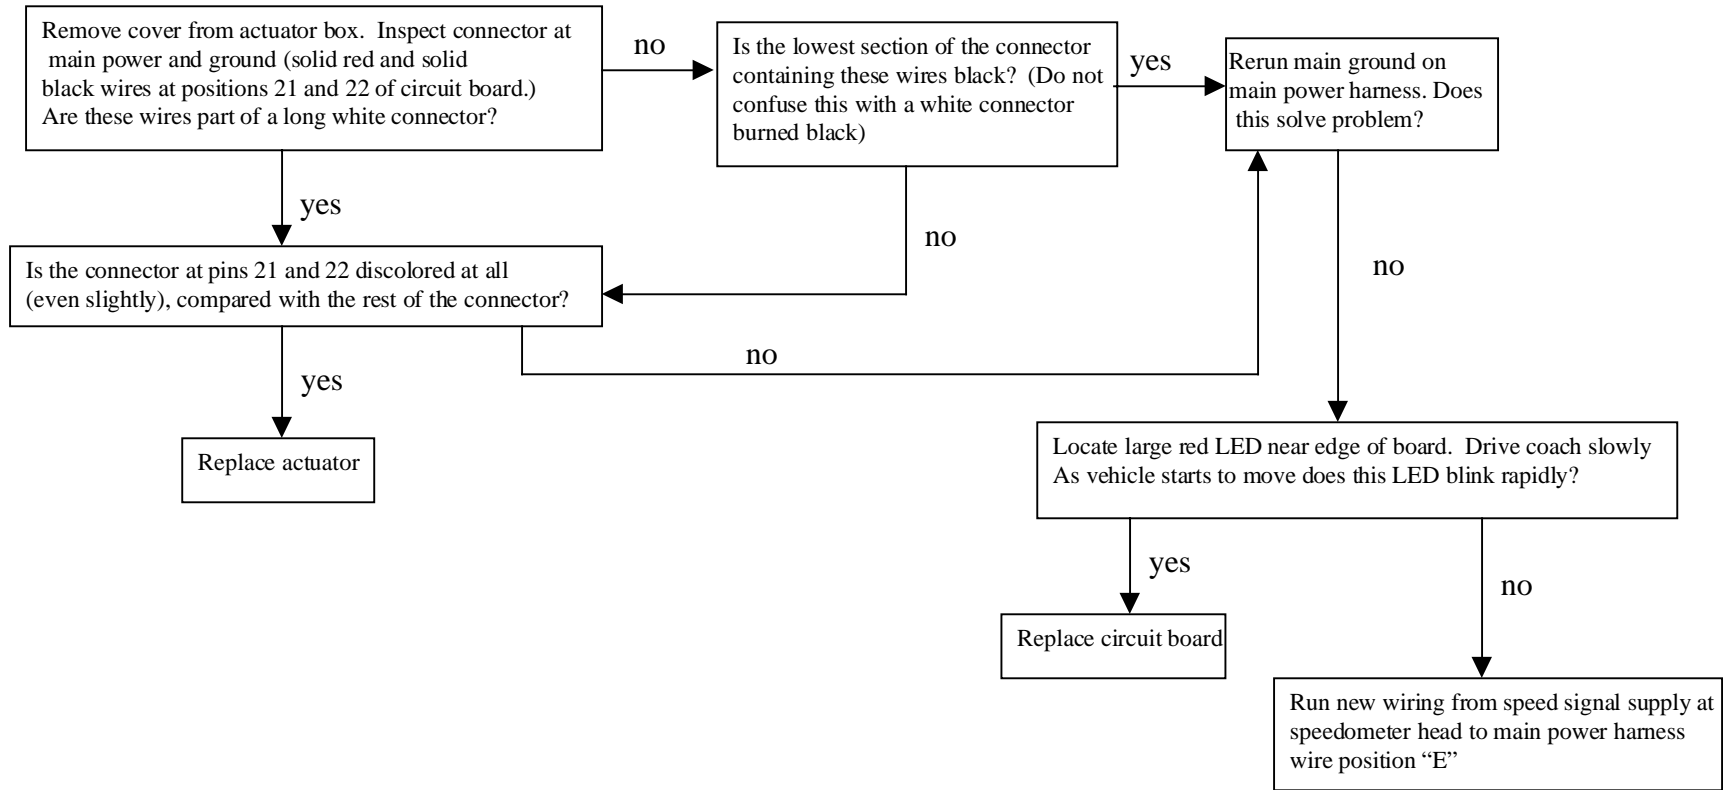 Remove cover from actuator box.  Inspect connector at
main power and ground (solid red and solid
black wires at positions 21 and 22 of circuit board.)
Are these wires part of a long white connector?
no
Is the lowest section of the connector
containing these wires black?  (Do not
confuse this with a white connector
burned black)
yes
Rerun main ground on
main power harness. Does
this solve problem?
yes
no
no
Is the connector at pins 21 and 22 discolored at all
(even slightly), compared with the rest of the connector?
no
yes
Replace actuator
Locate large red LED near edge of board.  Drive coach slowly
As vehicle starts to move does this LED blink rapidly?
yes
no
Replace circuit board
Run new wiring from speed signal supply at
speedometer head to main power harness
wire position “E”